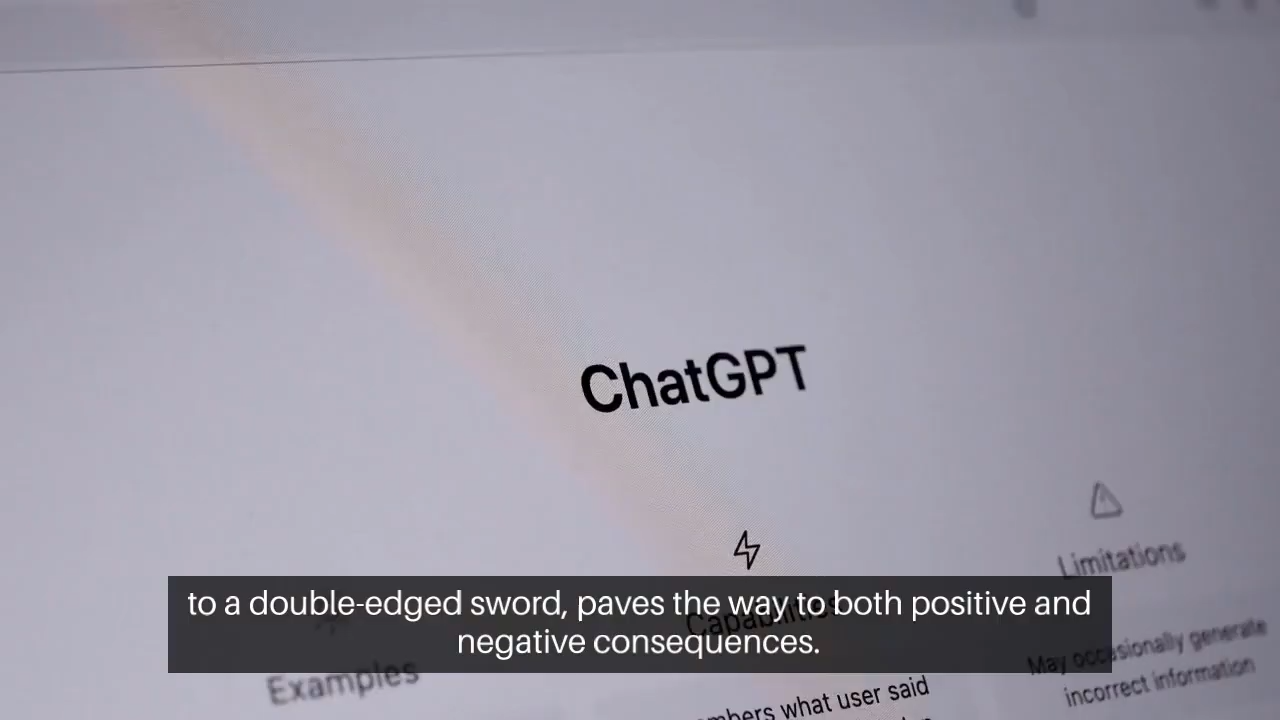 ChatGPT
Limitations
to a double-edged sword, paves the way to both positive and
negative consequences.
Capabilities
Examples
May occasionally generate
incorrect information
what user said